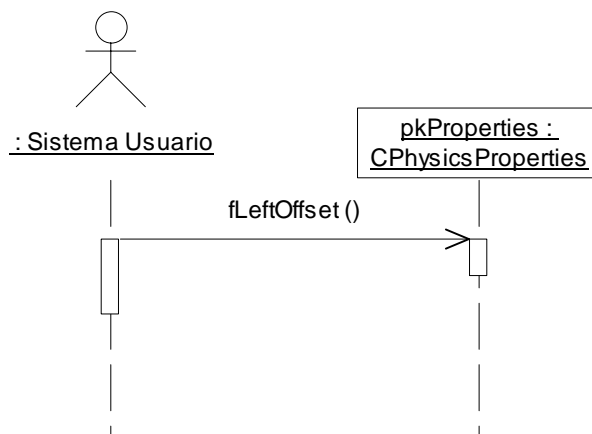 : Sistema Usuario
pkProperties :
CPhysicsProperties
fLeftOffset ()